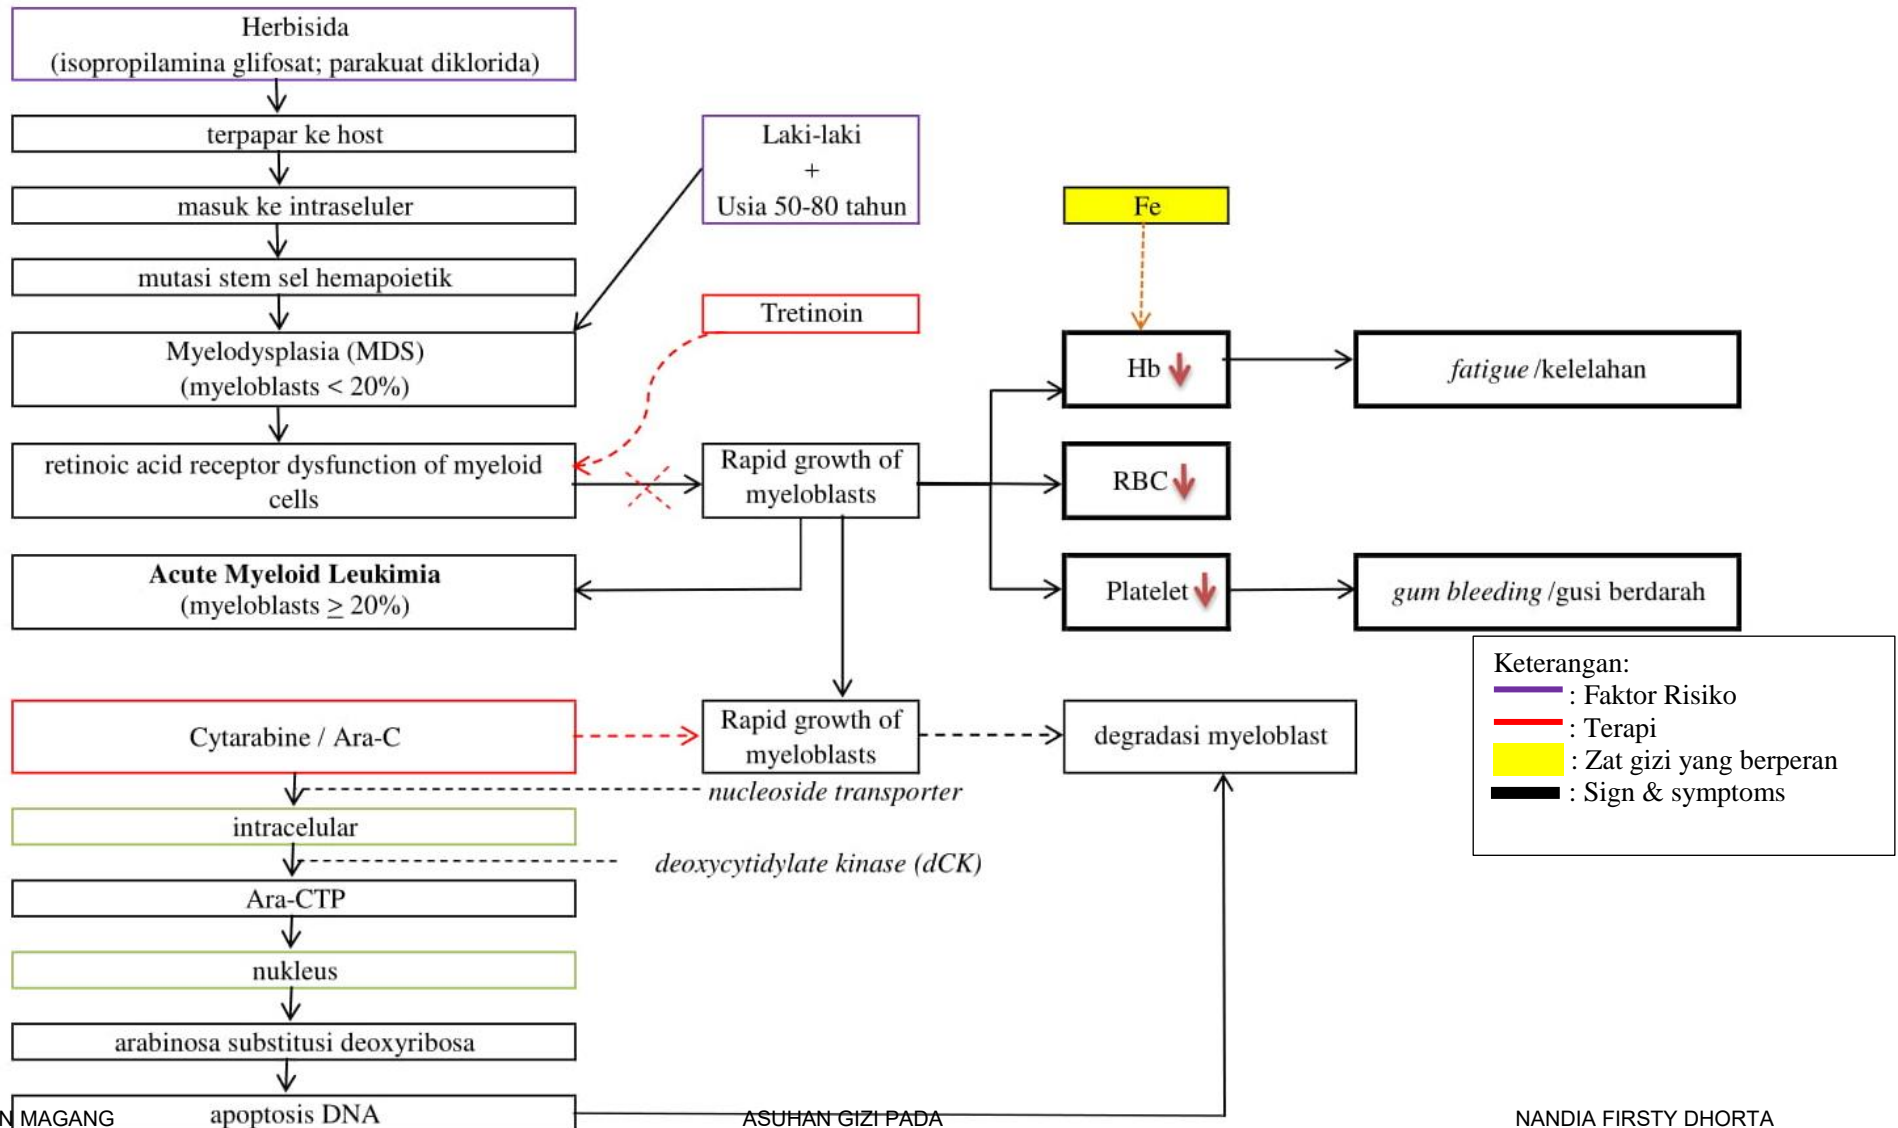 Herbisida
(isopropilamina glifosat; parakuat diklorida)
terpapar ke host
masuk ke intraseluler
mutasi stem sel hemapoietik
Myelodysplasia (MDS)
(myeloblasts < 20%)
retinoic acid receptor dysfunction of myeloid
cells
Acute Myeloid Leukimia
(myeloblasts ≥ 20%)
Laki-laki
+
Usia 50-80 tahun
Tretinoin
Rapid growth of
myeloblasts
Fe
Hb
RBC
Platelet
fatigue /kelelahan
gum bleeding /gusi berdarah
Keterangan:
: Faktor Risiko
: Terapi
: Zat gizi yang berperan
: Sign & symptoms
Cytarabine / Ara-C
Rapid growth of
myeloblasts
degradasi myeloblast
nucleoside transporter
intracelular
deoxycytidylate kinase (dCK)
Ara-CTP
nukleus
arabinosa substitusi deoxyribosa
apoptosis DNA
N MAGANG
ASUHAN GIZI PADA
NANDIA FIRSTY DHORTA